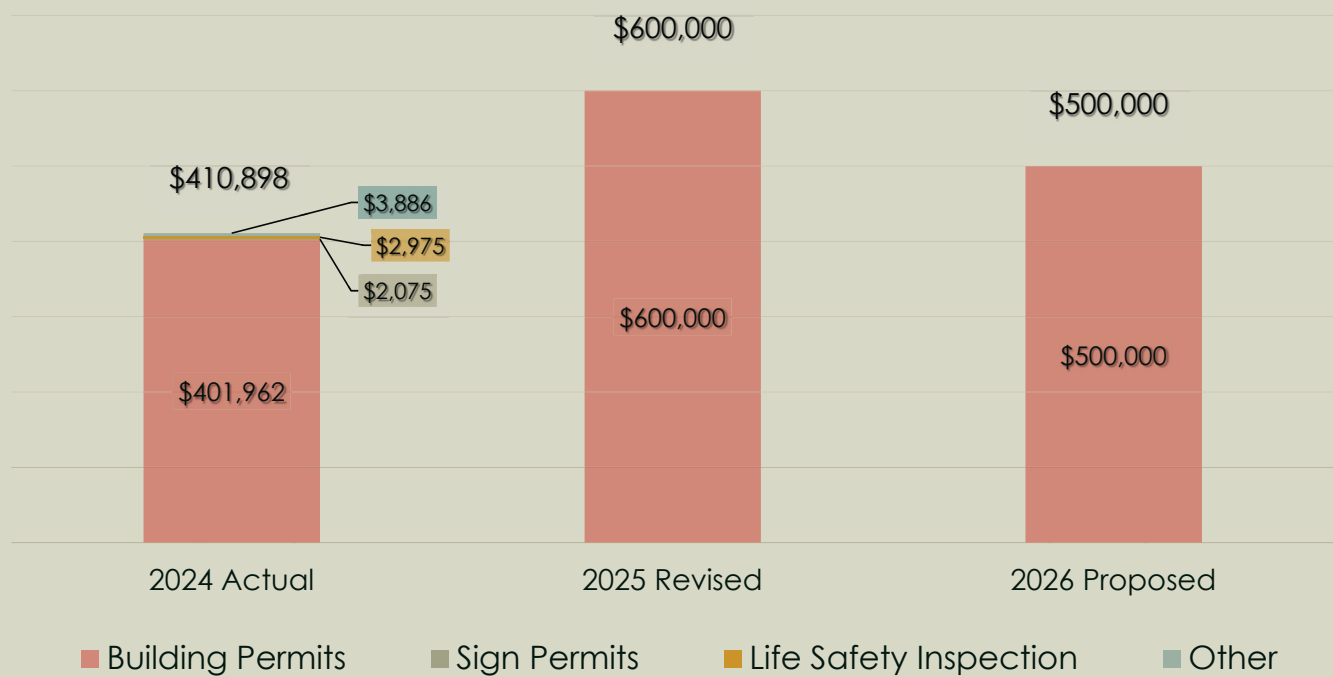 $600,000
$500,000
$410,898
$3,886
$2,975
$2,075
$600,000
$500,000
$401,962
2024 Actual
2025 Revised
2026 Proposed
Building Permits
Sign Permits
Life Safety Inspection
Other